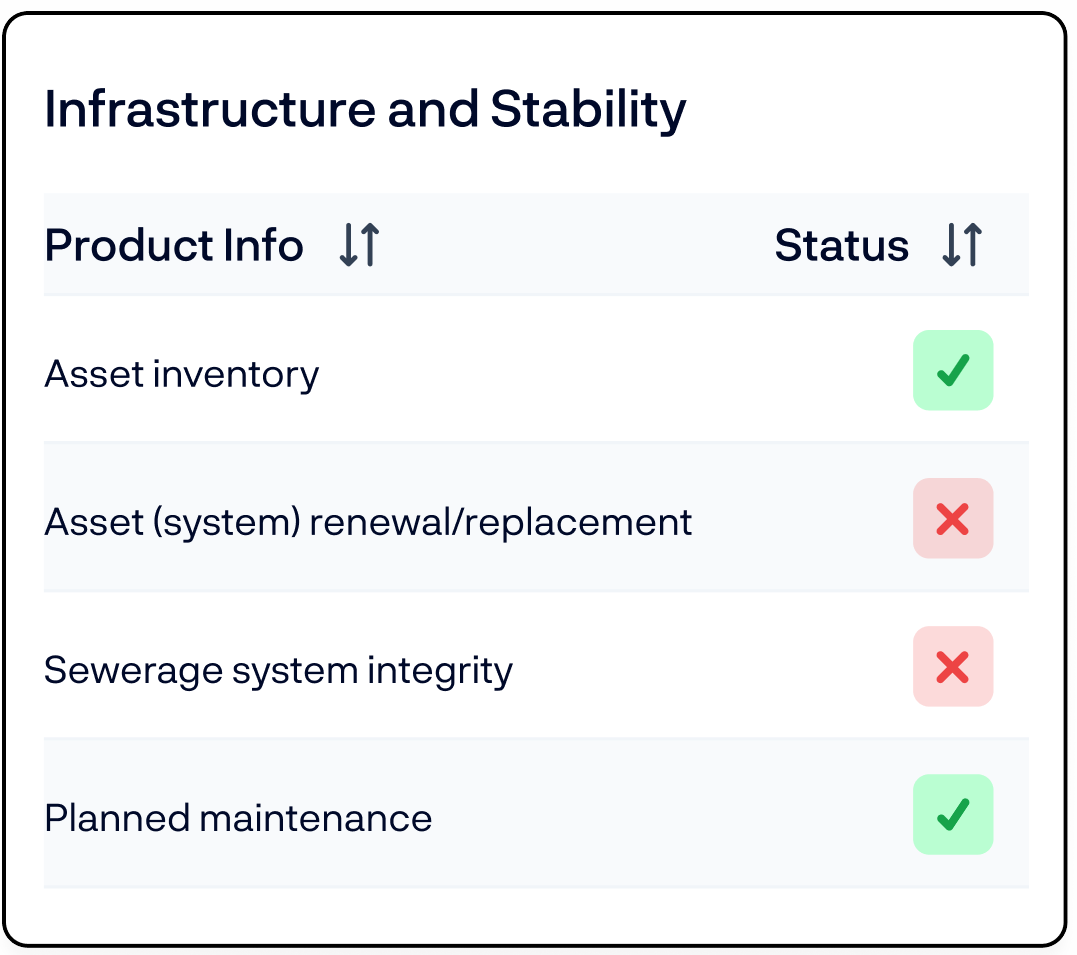 Infrastructure and Stability
Product Info Status
Asset inventory
Asset (system) renewal/replacement
Sewerage system integrity
Planned maintenance